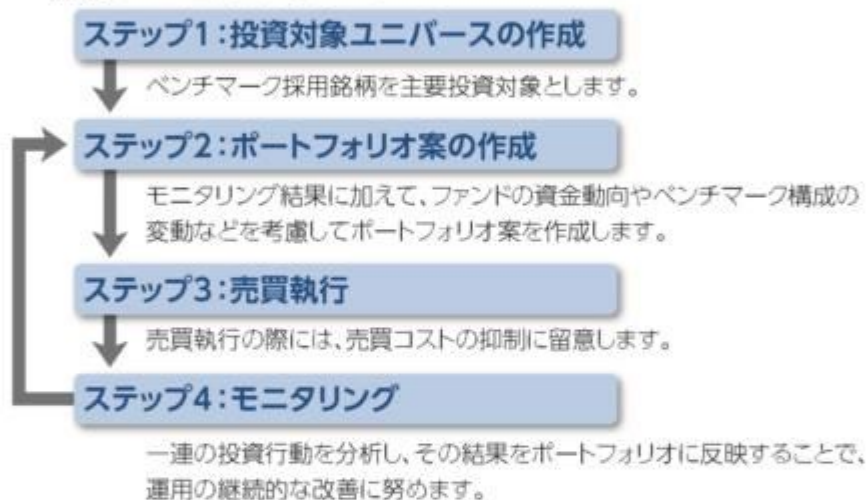 ステップ1:投資対象ユニバースの作成
ベンチマーク採用銘柄を主要投資対象とします。
ステップ2:ポートフォリオ案の作成
モニタリング結果に加えて、ファンドの資金動向やベンチマーク構成の
変動などを考慮してポートフォリオ案を作成します。
ステップ3:売買執行
売買執行の際には、売買コストの抑制に留意します。
ステップ4:モニタリング
一連の投資行動を分析し、その結果をポートフォリオに反映することで、
運用の継続的な改善に努めます。